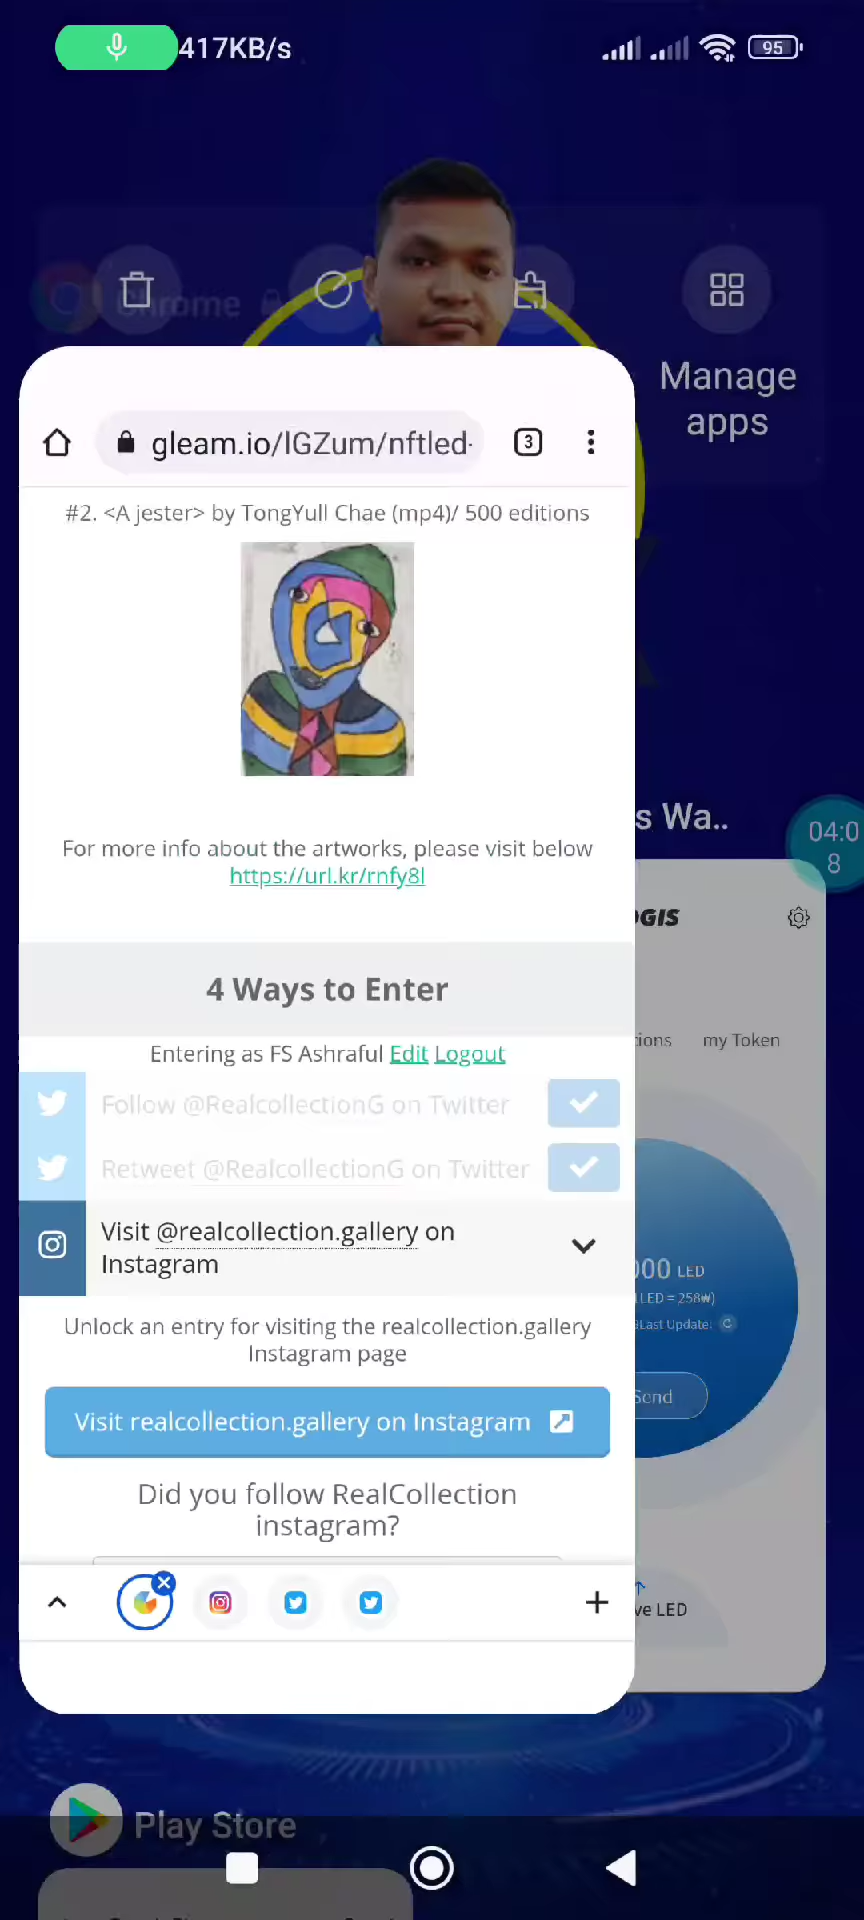 417KB/s
95
Chrome
Manage
apps
gleam.io/lGZum/nftled-
3
#2. <A jester> by TongYull Chae (mp4)/ 500 editions
For more info about the artworks, please visit below
https://url.kr/rnfy8l
s Wa..
04:0
8
OGIS
4 Ways to Enter
Entering as FS Ashraful Edit Logout
tions
my Token
Follow @RealcollectionG on Twitter
Retweet @RealcollectionG on Twitter
Visit @realcollection.gallery on
Instagram
000 LED
LED = 258₩)
Last Update:
Unlock an entry for visiting the realcollection.gallery
Instagram page
Send
Visit realcollection.gallery on Instagram
Did you follow RealCollection
instagram?
ve LED
Play Store